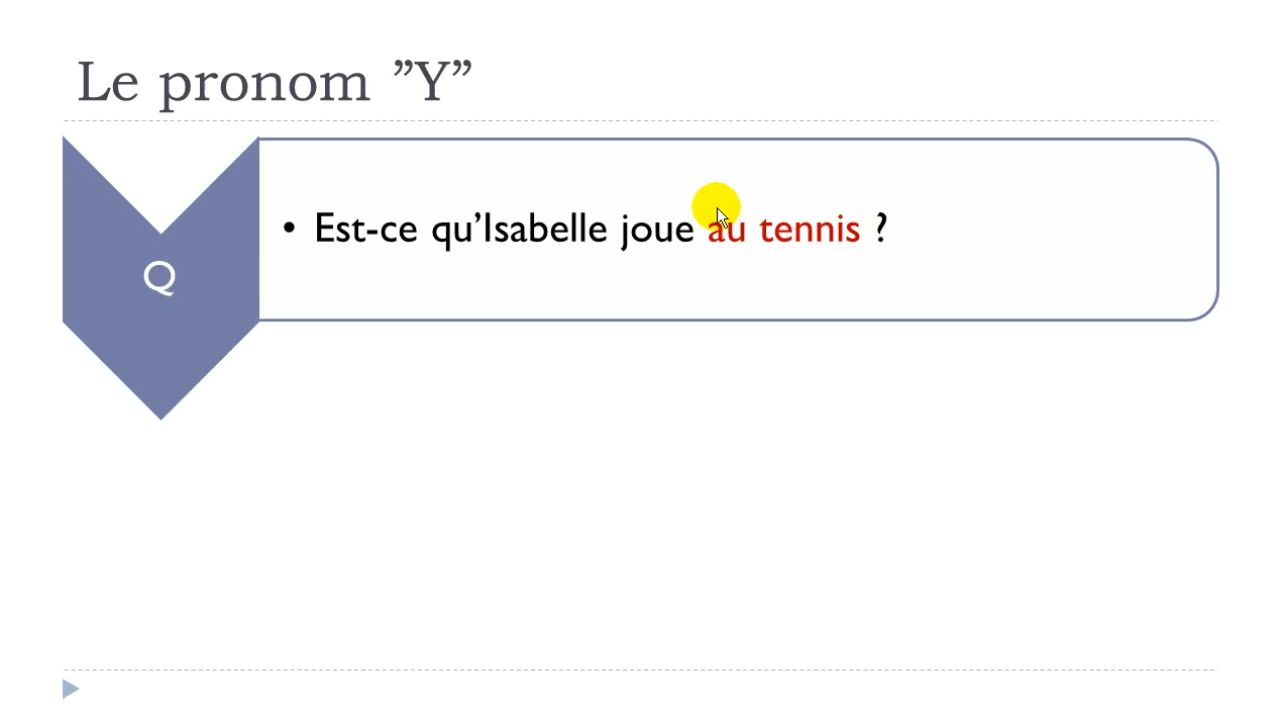 Le pronom ”Y”
Q
• Est-ce qu’Isabelle joue au tennis ?